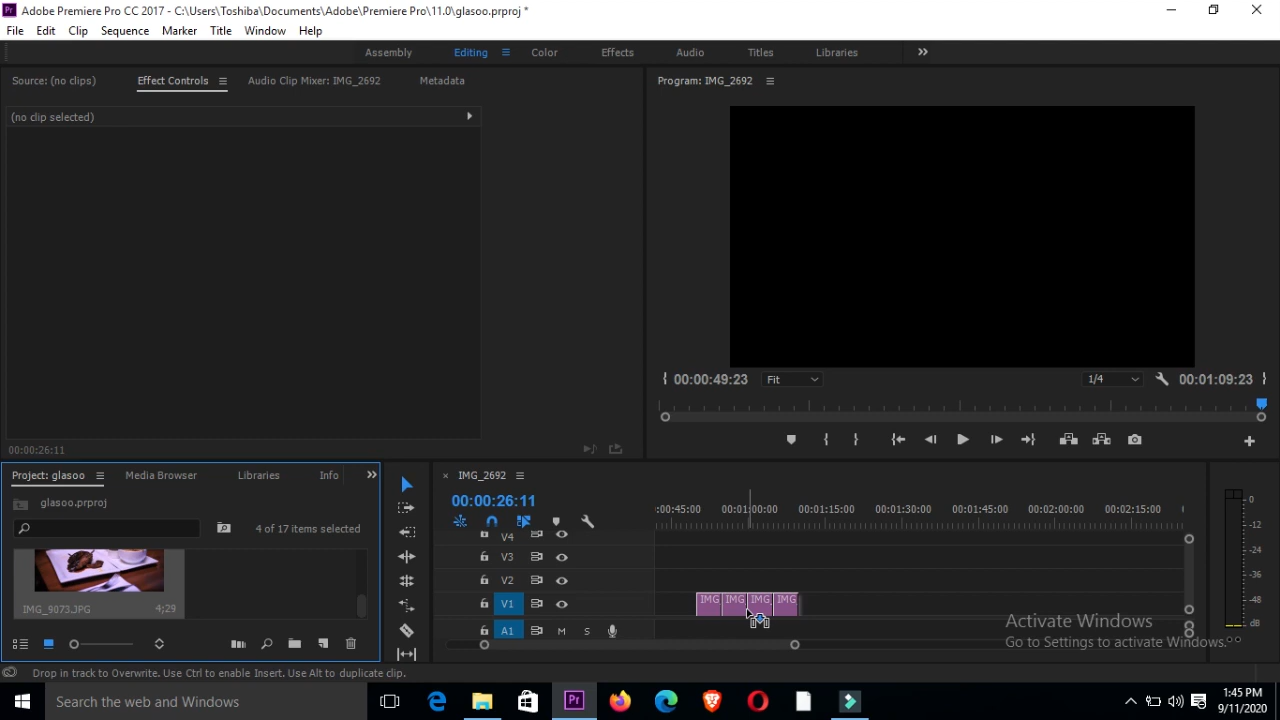 Adobe Premiere Pro CC 2017 - C:\Users\Toshiba\Documents\Adobe\Premiere Pro\11.0\glasoo.prproj *
File Edit Clip Sequence Marker Title Window Help
Assembly Editing Color Effects Audio Titles Libraries
Source: (no clips) Effect Controls Audio Clip Mixer: IMG_2692 Metadata
Program: IMG_2692
(no clip selected)
00:00:49:23 Fit 1/4 00:01:09:23
00:00:26:11
Project: glasoo Media Browser Libraries Info
IMG_2692
glasoo.prproj
00:00:26:11
:00:45:00 00:01:00:00 00:01:15:00 00:01:30:00 00:01:45:00 00:02:00:00 00:02:15:00
4 of 17 items selected
V4
V3
V2
V1 IMG IMG IMG IMG
A1 M S
IMG_9073.JPG 4;29
0
-12
-24
-36
-48
dB
Activate Windows
Go to Settings to activate Windows.
Drop in track to Overwrite. Use Ctrl to enable Insert. Use Alt to duplicate clip.
Search the web and Windows
1:45 PM
9/11/2020